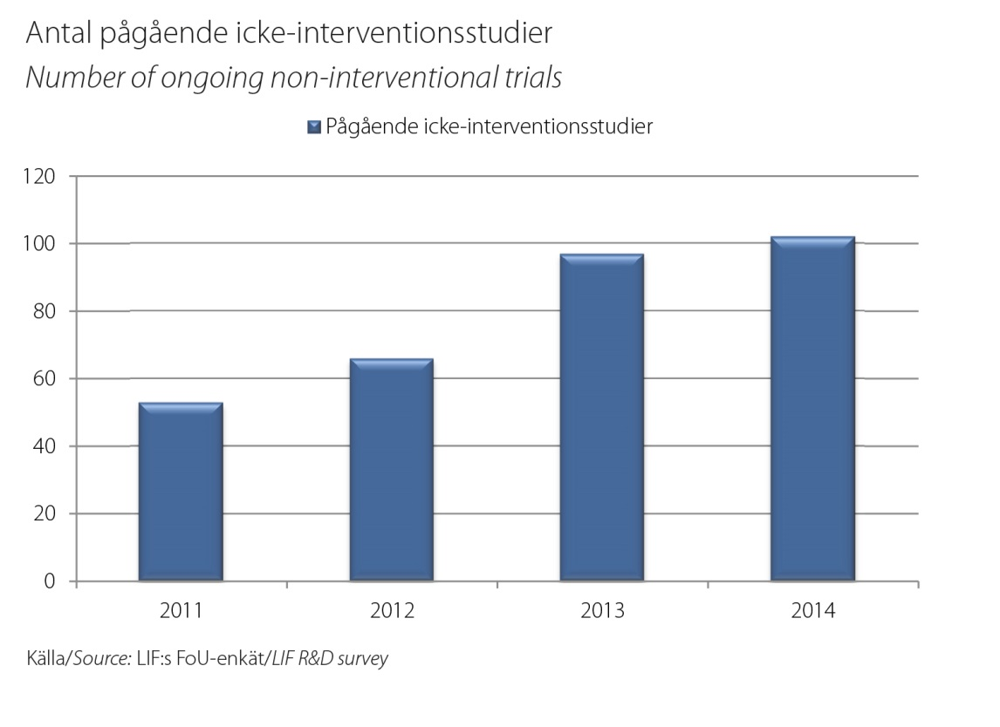 Antal pågående icke-interventionsstudier
Number of ongoing non-interventional trials
Pågående icke-interventionsstudier
120
100
80
60
40
20
0
2011 2012 2013 2014
Källa/Source: LIF:s FoU-enkät/LIF R&D survey